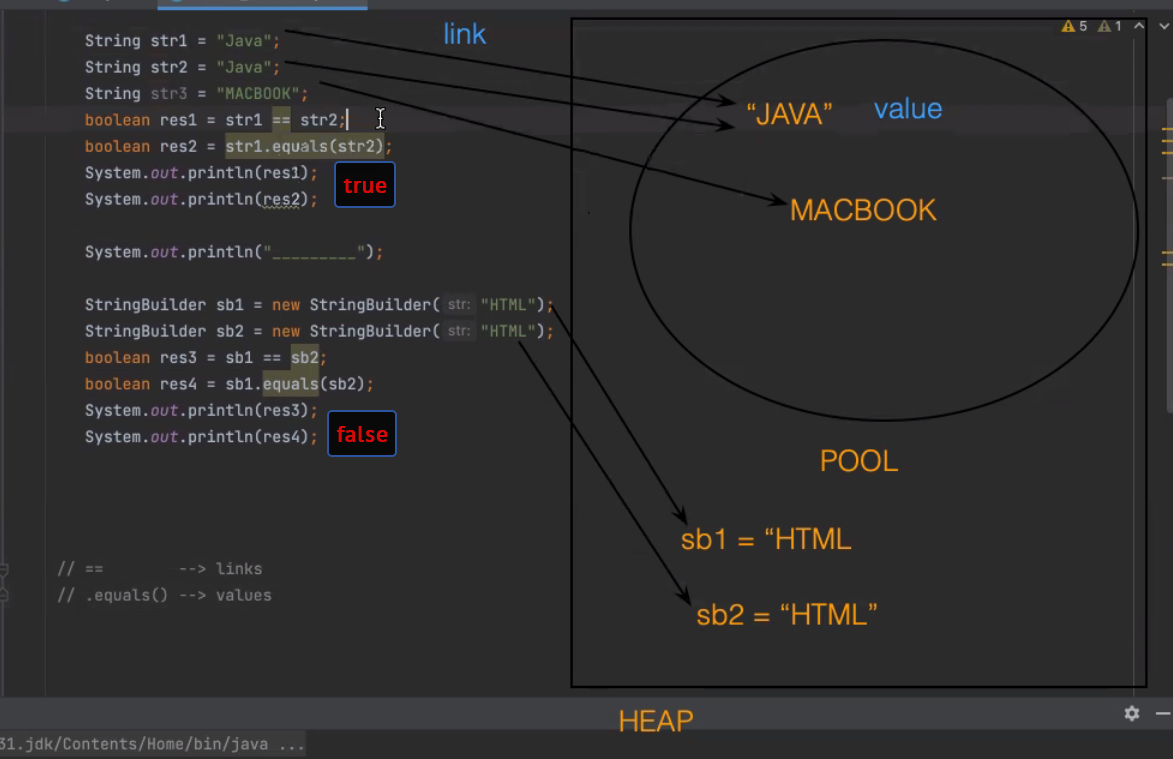 String str1 = "Java";
link
5 1
String str2 = "Java";
String str3 = "MACBOOK";
"JAVA" value
boolean res1 = str1 == str2;
boolean res2 = str1.equals(str2);
System.out.println(res1);
true
System.out.println(res2);
MACBOOK
System.out.println("_________");
StringBuilder sb1 = new StringBuilder( str: "HTML");
StringBuilder sb2 = new StringBuilder( str: "HTML");
boolean res3 = sb1 == sb2;
boolean res4 = sb1.equals(sb2);
System.out.println(res3);
System.out.println(res4);
false
POOL
sb1 = “HTML
// == --> links
// .equals() --> values
sb2 = “HTML”
HEAP
31.jdk/Contents/Home/bin/java ...